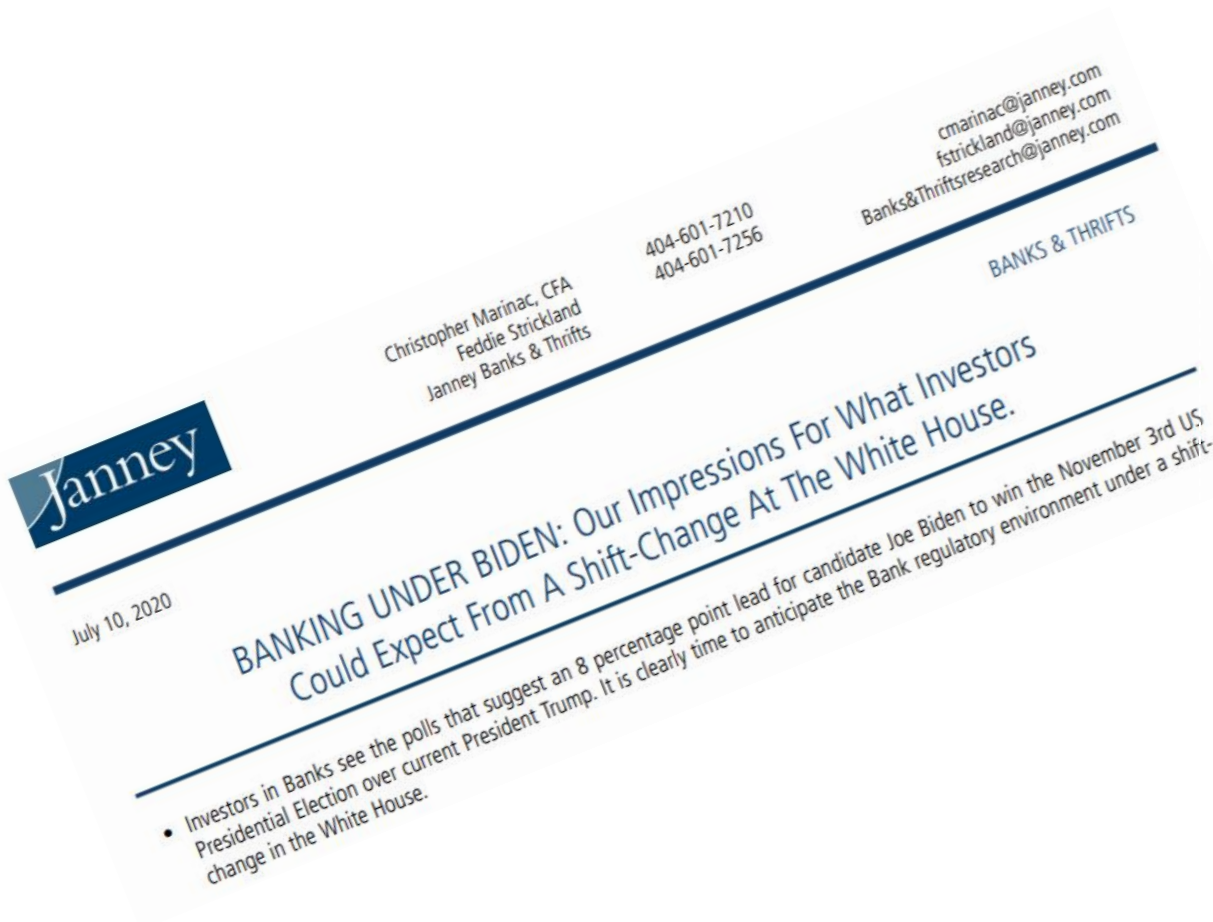 Janney
Christopher Marinac, CFA
Feddie Strickland
Janney Banks & Thrifts
404-601-7210
404-601-7256
cmarinac@janney.com
fstrickland@janney.com
Banks&Thriftsresearch@janney.com
July 10, 2020
BANKS & THRIFTS
BANKING UNDER BIDEN: Our Impressions For What Investors
Could Expect From A Shift-Change At The White House.
• Investors in Banks see the polls that suggest an 8 percentage point lead for candidate Joe Biden to win the November 3rd US
Presidential Election over current President Trump. It is clearly time to anticipate the Bank regulatory environment under a shift-
change in the White House.